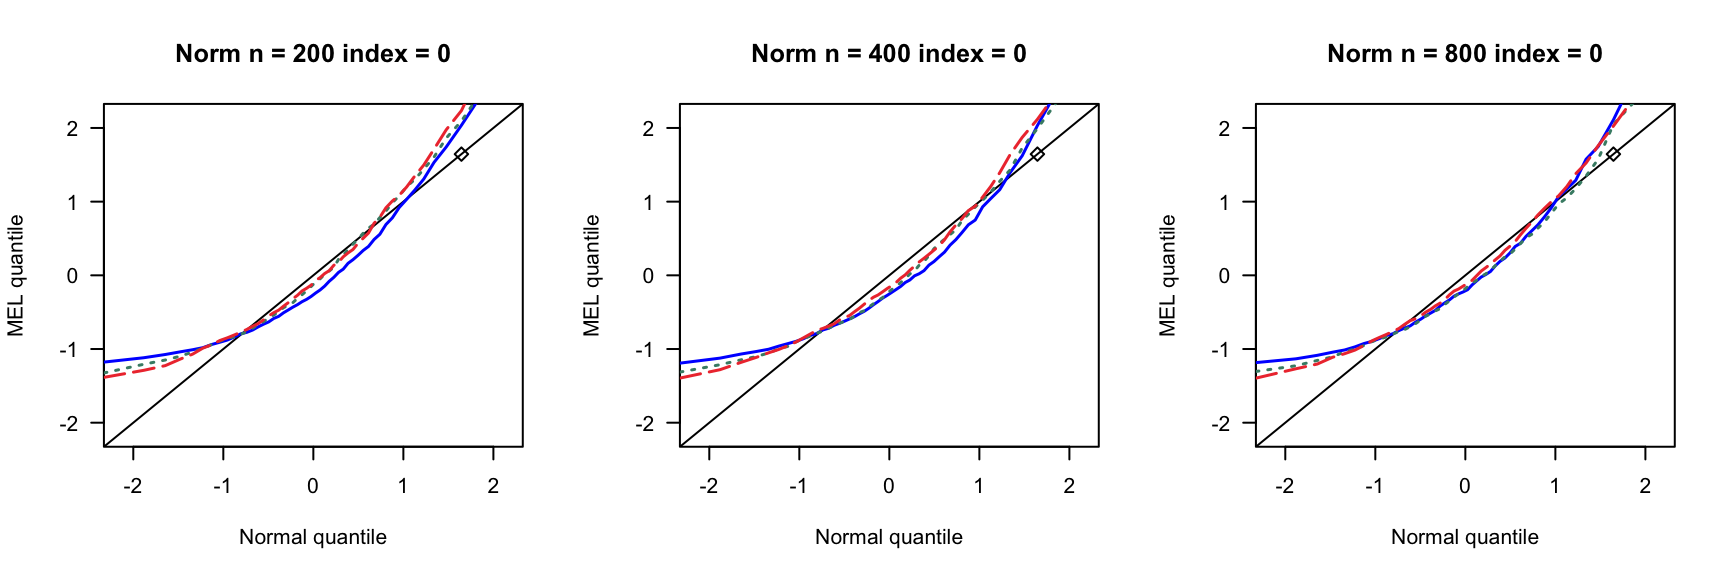 Norm n = 200 index = 0
MEL quantile
2
1
0
-1
-2
-2 -1 0 1 2
Normal quantile
Norm n = 400 index = 0
MEL quantile
2
1
0
-1
-2
-2 -1 0 1 2
Normal quantile
Norm n = 800 index = 0
MEL quantile
2
1
0
-1
-2
-2 -1 0 1 2
Normal quantile